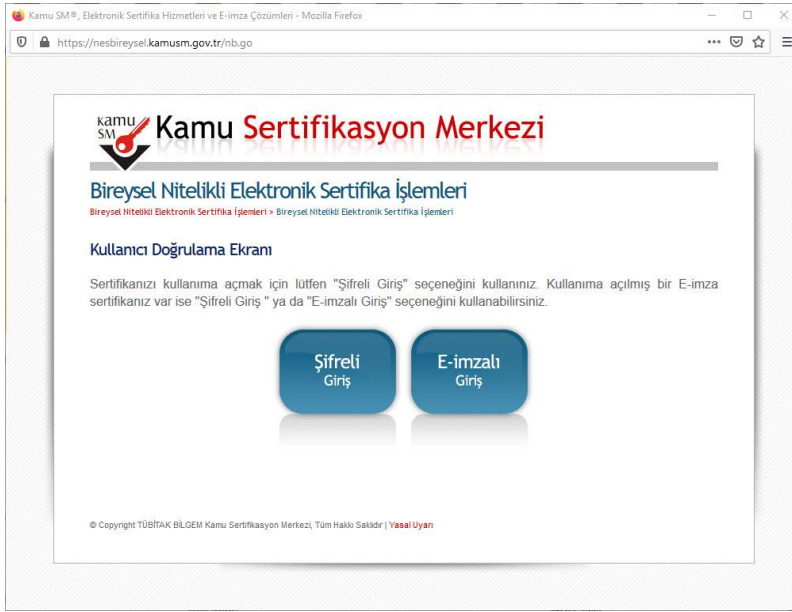 Kamu SM®, Elektronik Sertifika Hizmetleri ve E-imza Çözümleri - Mozilla Firefox
https://nesbireysel.kamusm.gov.tr/nb.go
kamu
SM
Kamu Sertifikasyon Merkezi
Bireysel Nitelikli Elektronik Sertifika İşlemleri
Bireysel Nitelikli Elektronik Sertifika İşlemleri > Bireysel Nitelikli Elektronik Sertifika İşlemleri
Kullanıcı Doğrulama Ekranı
Sertifikanızı kullanıma açmak için lütfen "Şifreli Giriş" seçeneğini kullanınız. Kullanıma açılmış bir E-imza
sertifikanız var ise "Şifreli Giriş " ya da "E-imzalı Giriş" seçeneğini kullanabilirsiniz.
Şifreli
Giriş
E-imzalı
Giriş
© Copyright TÜBİTAK BİLGEM Kamu Sertifikasyon Merkezi, Tüm Hakkı Saklıdır | Yasal Uyarı